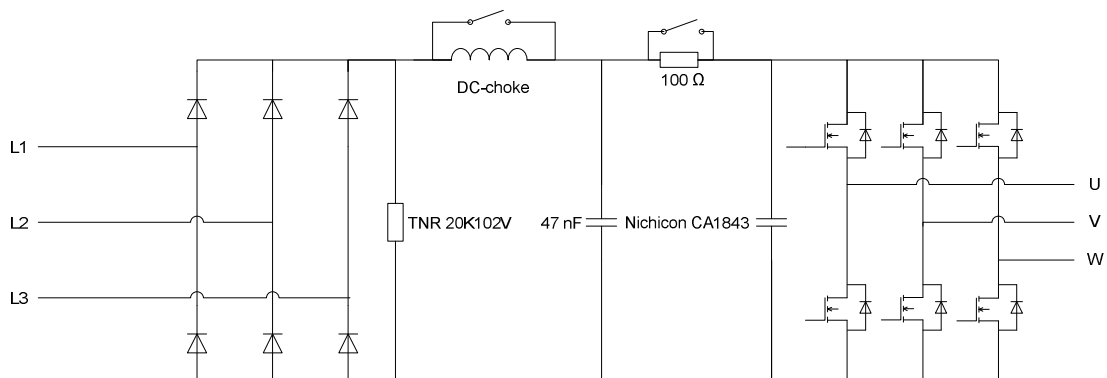 DC-choke
100 Ω
L1
L2
L3
TNR 20K102V
47 nF
Nichicon CA1843
U
V
W